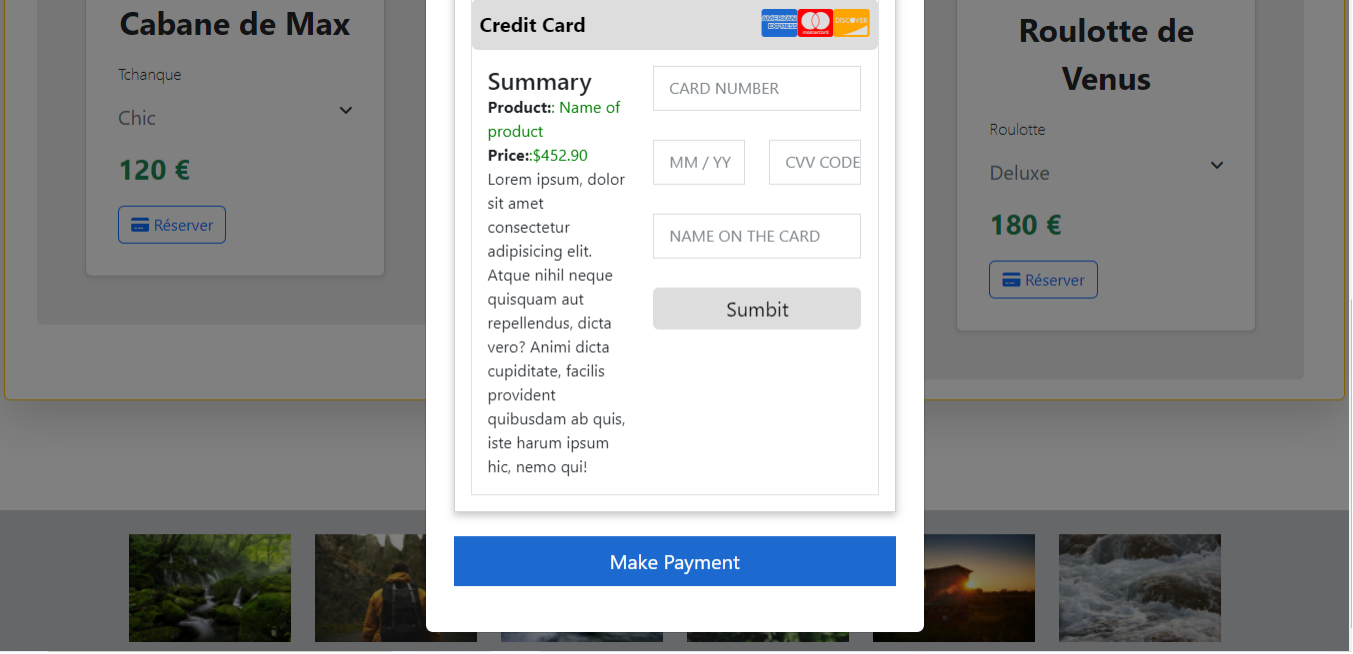 Cabane de Max
Tchanque
Chic
120 €
Réserver
Credit Card
AMERICAN
EXPRESS
mastercard
DISCOVER
Summary
Product:: Name of
product
Price::$452.90
Lorem ipsum, dolor
sit amet
consectetur
adipisicing elit.
Atque nihil neque
quisquam aut
repellendus, dicta
vero? Animi dicta
cupiditate, facilis
provident
quibusdam ab quis,
iste harum ipsum
hic, nemo qui!
CARD NUMBER
MM / YY
CVV CODE
NAME ON THE CARD
Sumbit
Make Payment
Roulotte de
Venus
Roulotte
Deluxe
180 €
Réserver